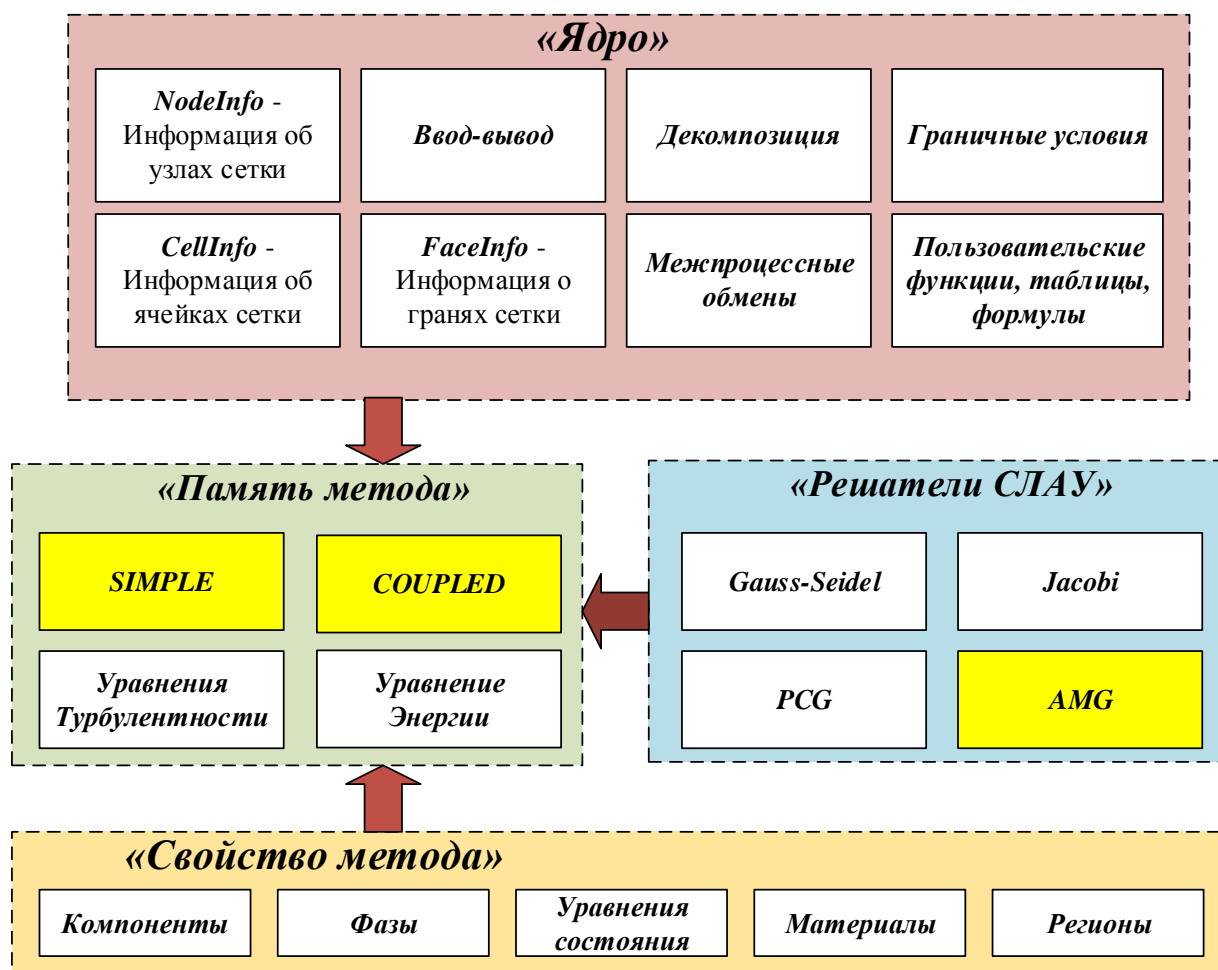 «Ядро»
NodeInfo -
Информация об
узлах сетки
Ввод-вывод
Декомпозиция
Граничные условия
CellInfo -
Информация об
ячейках сетки
FaceInfo -
Информация о
гранях сетки
Межпроцессные
обмены
Пользовательские
функции, таблицы,
формулы
«Память метода»
SIMPLE
COUPLED
Уравнения
Турбулентности
Уравнение
Энергии
«Решатели СЛАУ»
Gauss-Seidel
Jacobi
PCG
AMG
«Свойство метода»
Компоненты
Фазы
Уравнения
состояния
Материалы
Регионы